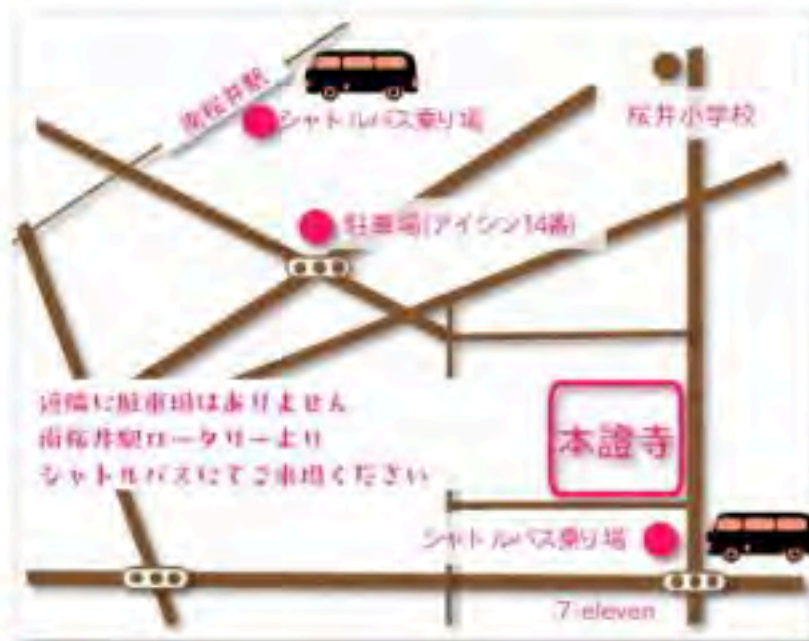 南桜井駅
シャトルバス乗り場
桜井小学校
駐車場(アイシン14番)
近隣に駐車場はありません
南桜井駅ロータリーより
シャトルバスにてご来場ください
本證寺
シャトルバス乗り場
7-eleven